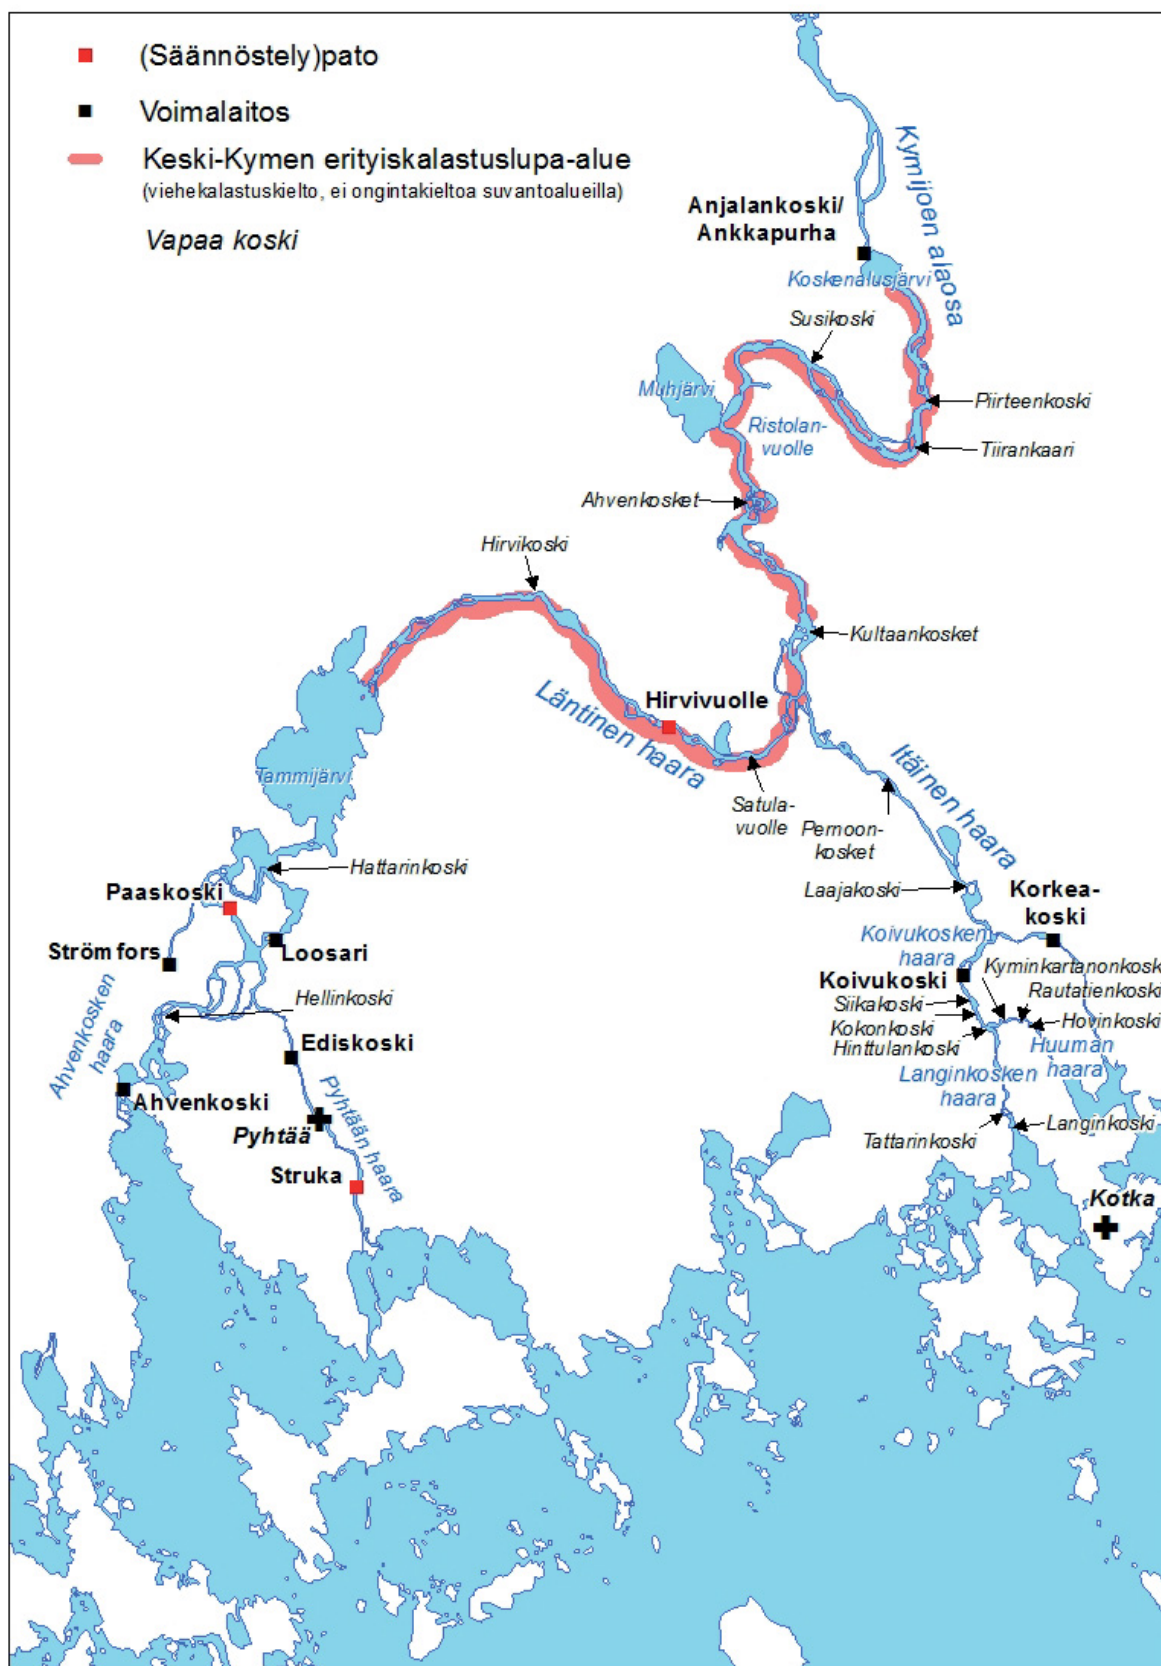 (Säännöstely)pato
Voimalaitos
Keski-Kymen erityiskalastuslupa-alue
(viehekalastuskielto, ei ongintakieltoa suvantoalueilla)
Vapaa koski
Kymijoen alaosa
Anjalankoski/
Ankkapurha
Koskenalusjärvi
Susikoski
Muhjärvi
Piirteenkoski
Ristolan-
vuolle
Tiirankaari
Ahvenkosket
Hirvikoski
Kultaankosket
Läntinen haara
Hirvivuolle
Itäinen haara
Tammijärvi
Satula-
vuolle
Pernoon-
kosket
Hattarinkoski
Laajakoski
Paaskoski
Korkea-
koski
Strömfors
Loosari
Koivukosken
haara
Kyminkartanonkoski
Koivukoski
Rautatienkoski
Hellinkoski
Siikakoski
Hovinkoski
Kokonkoski
Hinttulankoski
Ahvenkosken
haara
Ediskoski
Huuman
haara
Langinkosken
haara
Ahvenkoski
Pyhtää
Pyhtään haara
Tattarinkoski
Langinkoski
Struka
Kotka